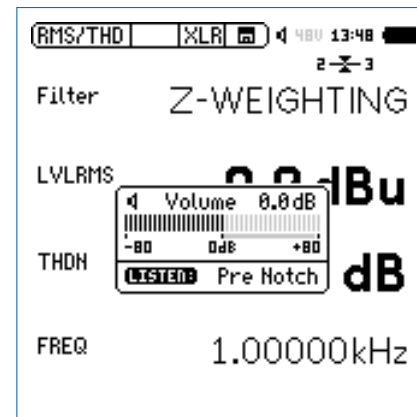 RMS/THD XLR 48V 13:48
2 3
Filter Z-WEIGHTING
LVLRMS dBu
Volume 0.0dB
-80 0dB +80
LISTEN: Pre Notch
THDN dB
FREQ 1.00000kHz